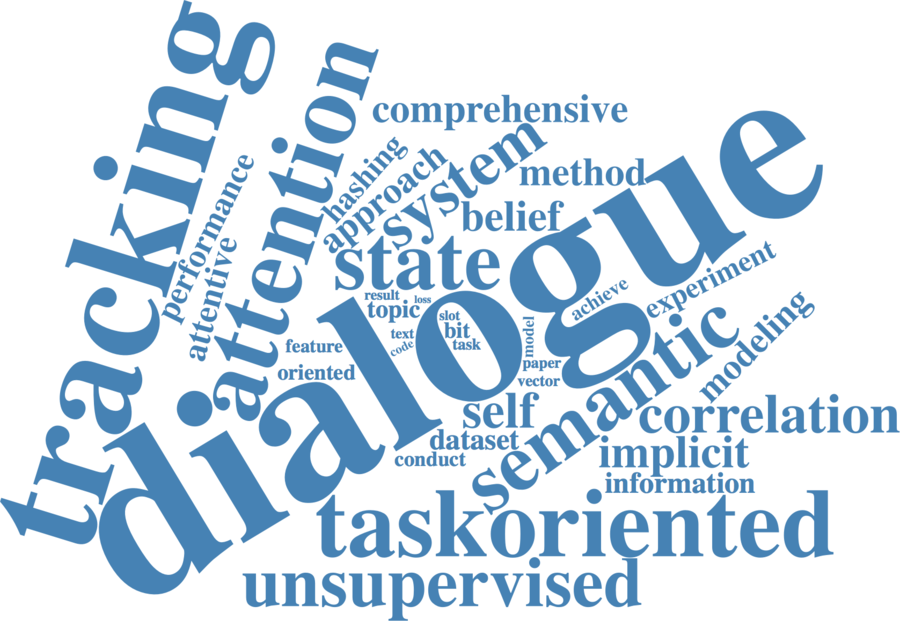 tracking
attention
comprehensive
hashing
approach
system
method
performance
attentive
belief
state
dialogue
experiment
achieve
result
loss
topic
slot
bit
task
text
code
model
feature
oriented
paper
vector
semantic
modeling
self
correlation
dataset
conduct
implicit
information
taskoriented
unsupervised